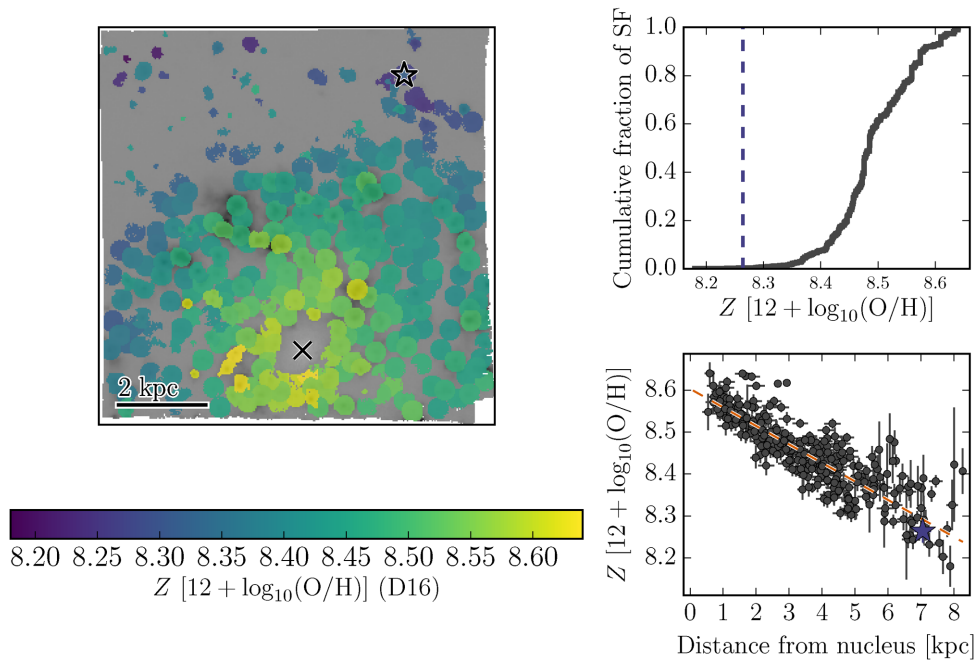 2 kpc
8.20 8.25 8.30 8.35 8.40 8.45 8.50 8.55 8.60
Z [12 + log₁₀(O/H)] (D16)
Cumulative fraction of SF
1.0
0.8
0.6
0.4
0.2
0.0
8.2 8.3 8.4 8.5 8.6
Z [12 + log₁₀(O/H)]
Z [12 + log₁₀(O/H)]
8.6
8.5
8.4
8.3
8.2
0 1 2 3 4 5 6 7 8
Distance from nucleus [kpc]